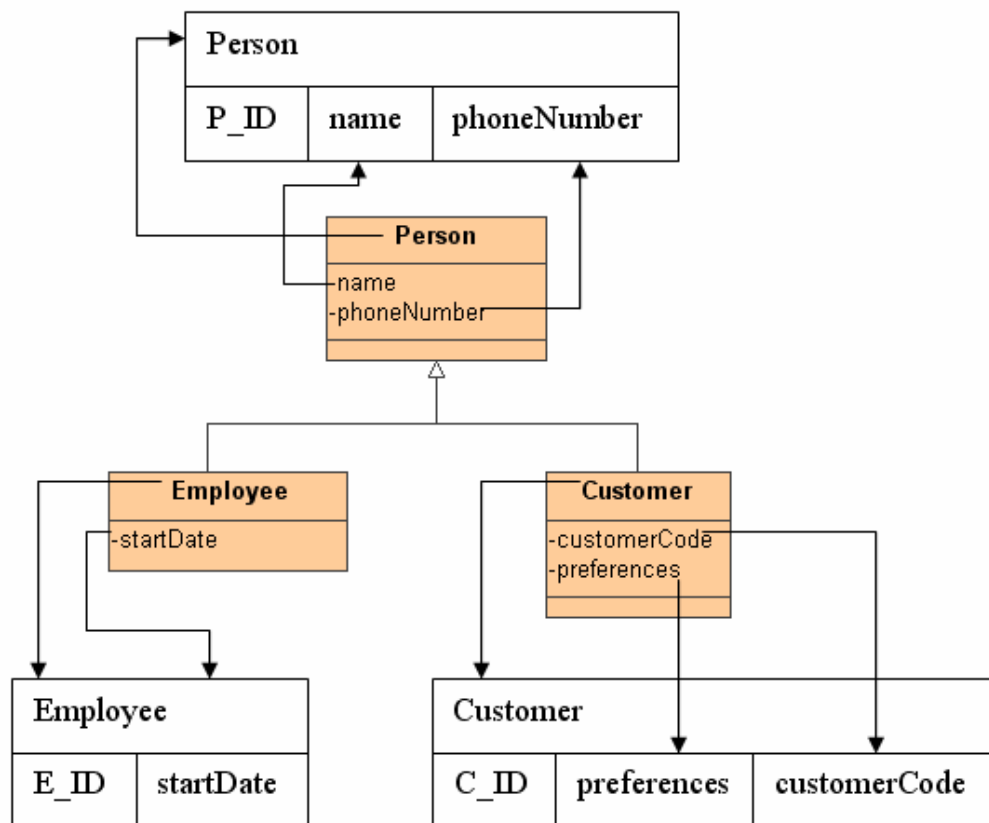 Person
P_ID name phoneNumber
Person
-name
-phoneNumber
Employee
-startDate
Customer
-customerCode
-preferences
Employee
E_ID startDate
Customer
C_ID preferences customerCode